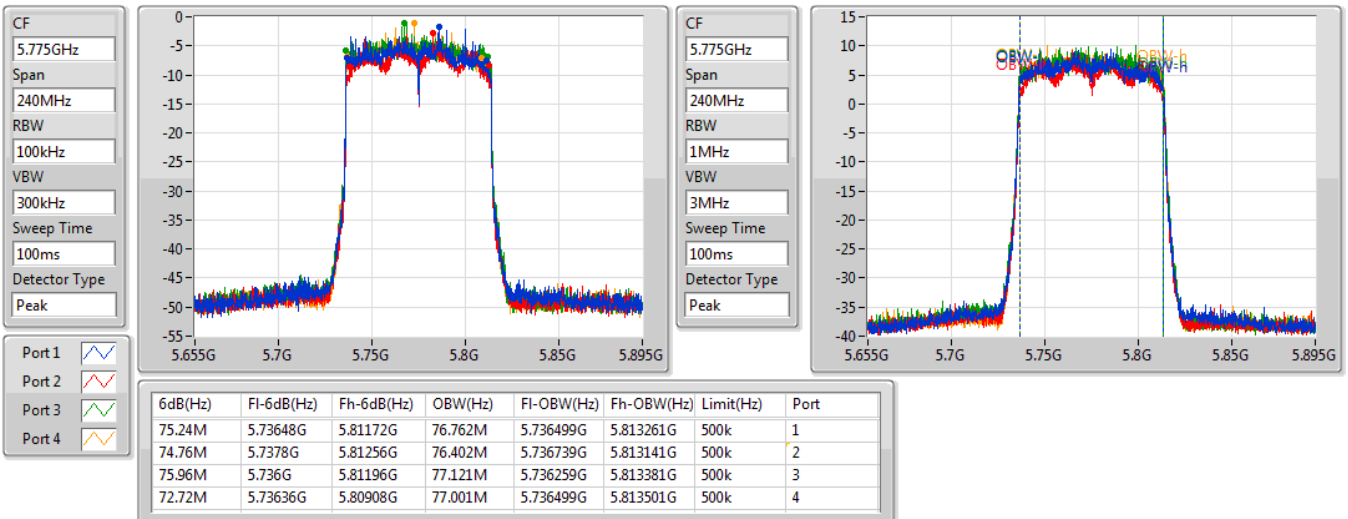 CF
5.775GHz
Span
240MHz
RBW
100kHz
VBW
300kHz
Sweep Time
100ms
Detector Type
Peak
0
-5
-10
-15
-20
-25
-30
-35
-40
-45
-50
-55
5.655G 5.7G 5.75G 5.8G 5.85G 5.895G
CF
5.775GHz
Span
240MHz
RBW
1MHz
VBW
3MHz
Sweep Time
100ms
Detector Type
Peak
15
10
5
0
-5
-10
-15
-20
-25
-30
-35
-40
OBW-h
5.655G 5.7G 5.75G 5.8G 5.85G 5.895G
Port 1
Port 2
Port 3
Port 4
6dB(Hz) Fl-6dB(Hz) Fh-6dB(Hz) OBW(Hz) Fl-OBW(Hz) Fh-OBW(Hz) Limit(Hz) Port
75.24M 5.73648G 5.81172G 76.762M 5.736499G 5.813261G 500k 1
74.76M 5.7378G 5.81256G 76.402M 5.736739G 5.813141G 500k 2
75.96M 5.736G 5.81196G 77.121M 5.736259G 5.813381G 500k 3
72.72M 5.73636G 5.80908G 77.001M 5.736499G 5.813501G 500k 4